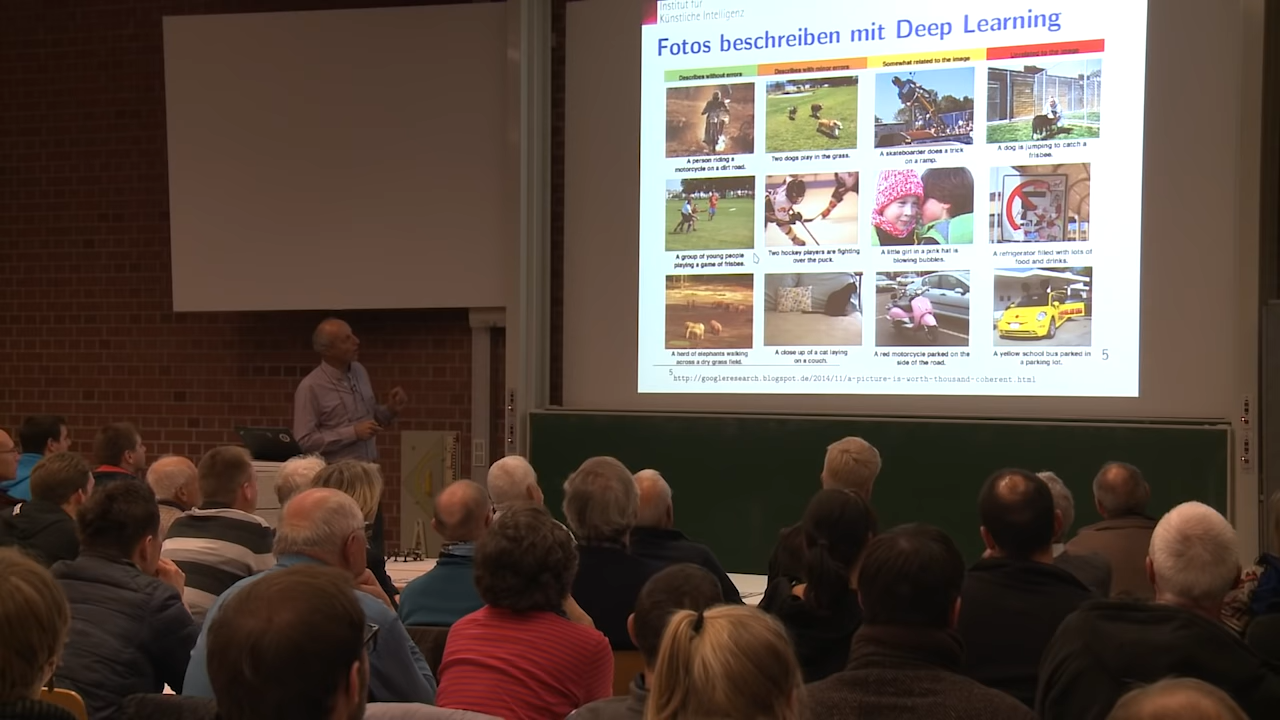 Institut für
Künstliche Intelligenz
Fotos beschreiben mit Deep Learning
Describes without errors
Describes with minor errors
Somewhat related to the image
Unrelated to the image
A person riding a
motorcycle on a dirt road.
Two dogs play in the grass.
A skateboarder does a trick
on a ramp.
A dog is jumping to catch a
frisbee.
A group of young people
playing a game of frisbee.
Two hockey players are fighting
over the puck.
A little girl in a pink hat is
blowing bubbles.
A refrigerator filled with lots of
food and drinks.
A herd of elephants walking
across a dry grass field.
A close up of a cat laying
on a couch.
A red motorcycle parked on the
side of the road.
A yellow school bus parked in
a parking lot.
5
5 http://googleresearch.blogspot.de/2014/11/a-picture-is-worth-thousand-coherent.html